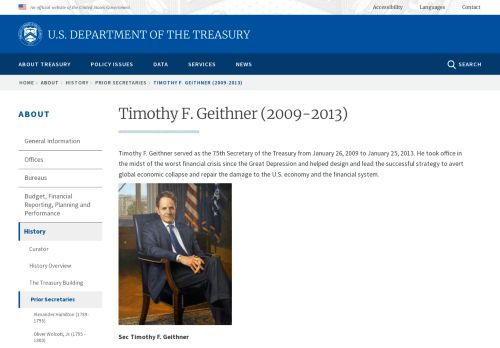 An official website of the United States Government
Accessibility Languages Contact
U.S. DEPARTMENT OF THE TREASURY
ABOUT TREASURY POLICY ISSUES DATA SERVICES NEWS SEARCH
HOME › ABOUT › HISTORY › PRIOR SECRETARIES › TIMOTHY F. GEITHNER (2009-2013)
ABOUT
General Information
Offices
Bureaus
Budget, Financial
Reporting, Planning and
Performance
History
Curator
History Overview
The Treasury Building
Prior Secretaries
Alexander Hamilton (1789 -
1795)
Oliver Wolcott, Jr. (1795 -
1800)
Timothy F. Geithner (2009-2013)
Timothy F. Geithner served as the 75th Secretary of the Treasury from January 26, 2009 to January 25, 2013. He took office
in the midst of the worst financial crisis since the Great Depression and helped design and lead the successful strategy to avert
global economic collapse and repair the damage to the U.S. economy and the financial system.
Sec Timothy F. Geithner